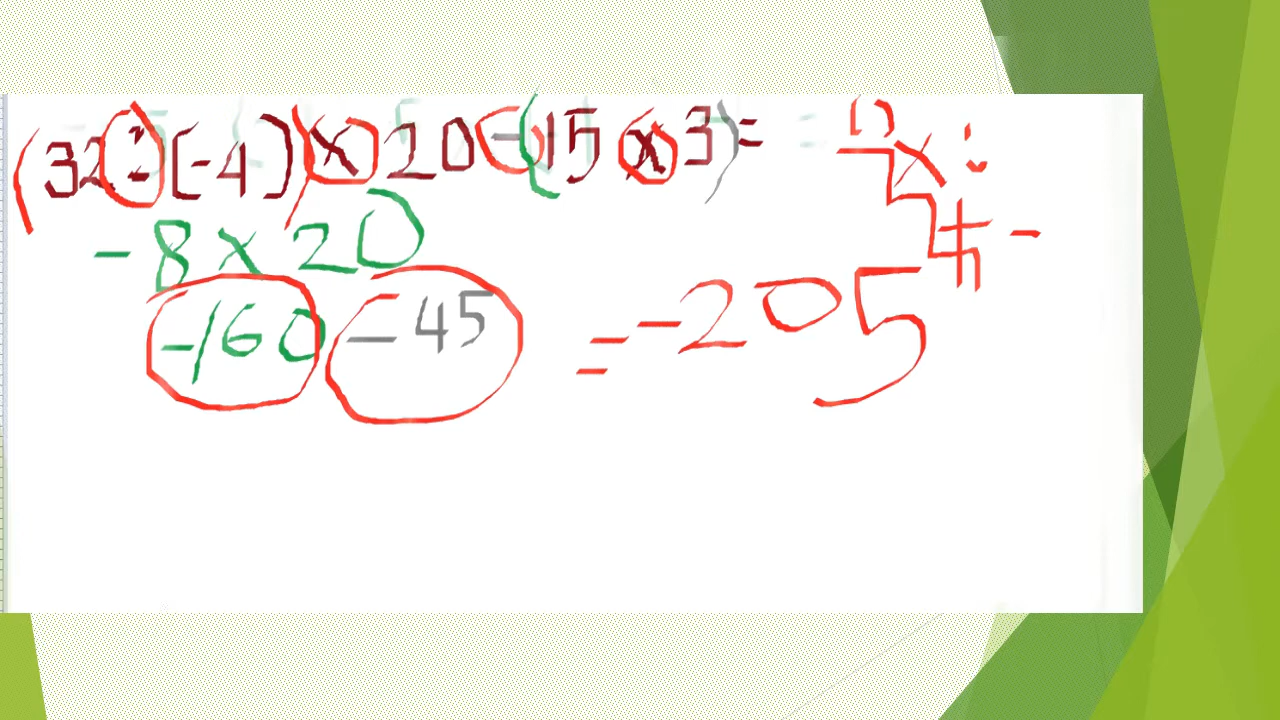 (32 ÷ (-4)) x 20 - (15 x 3) =
- 8 x 20
-160 - 45 = -205
x ÷
+ -